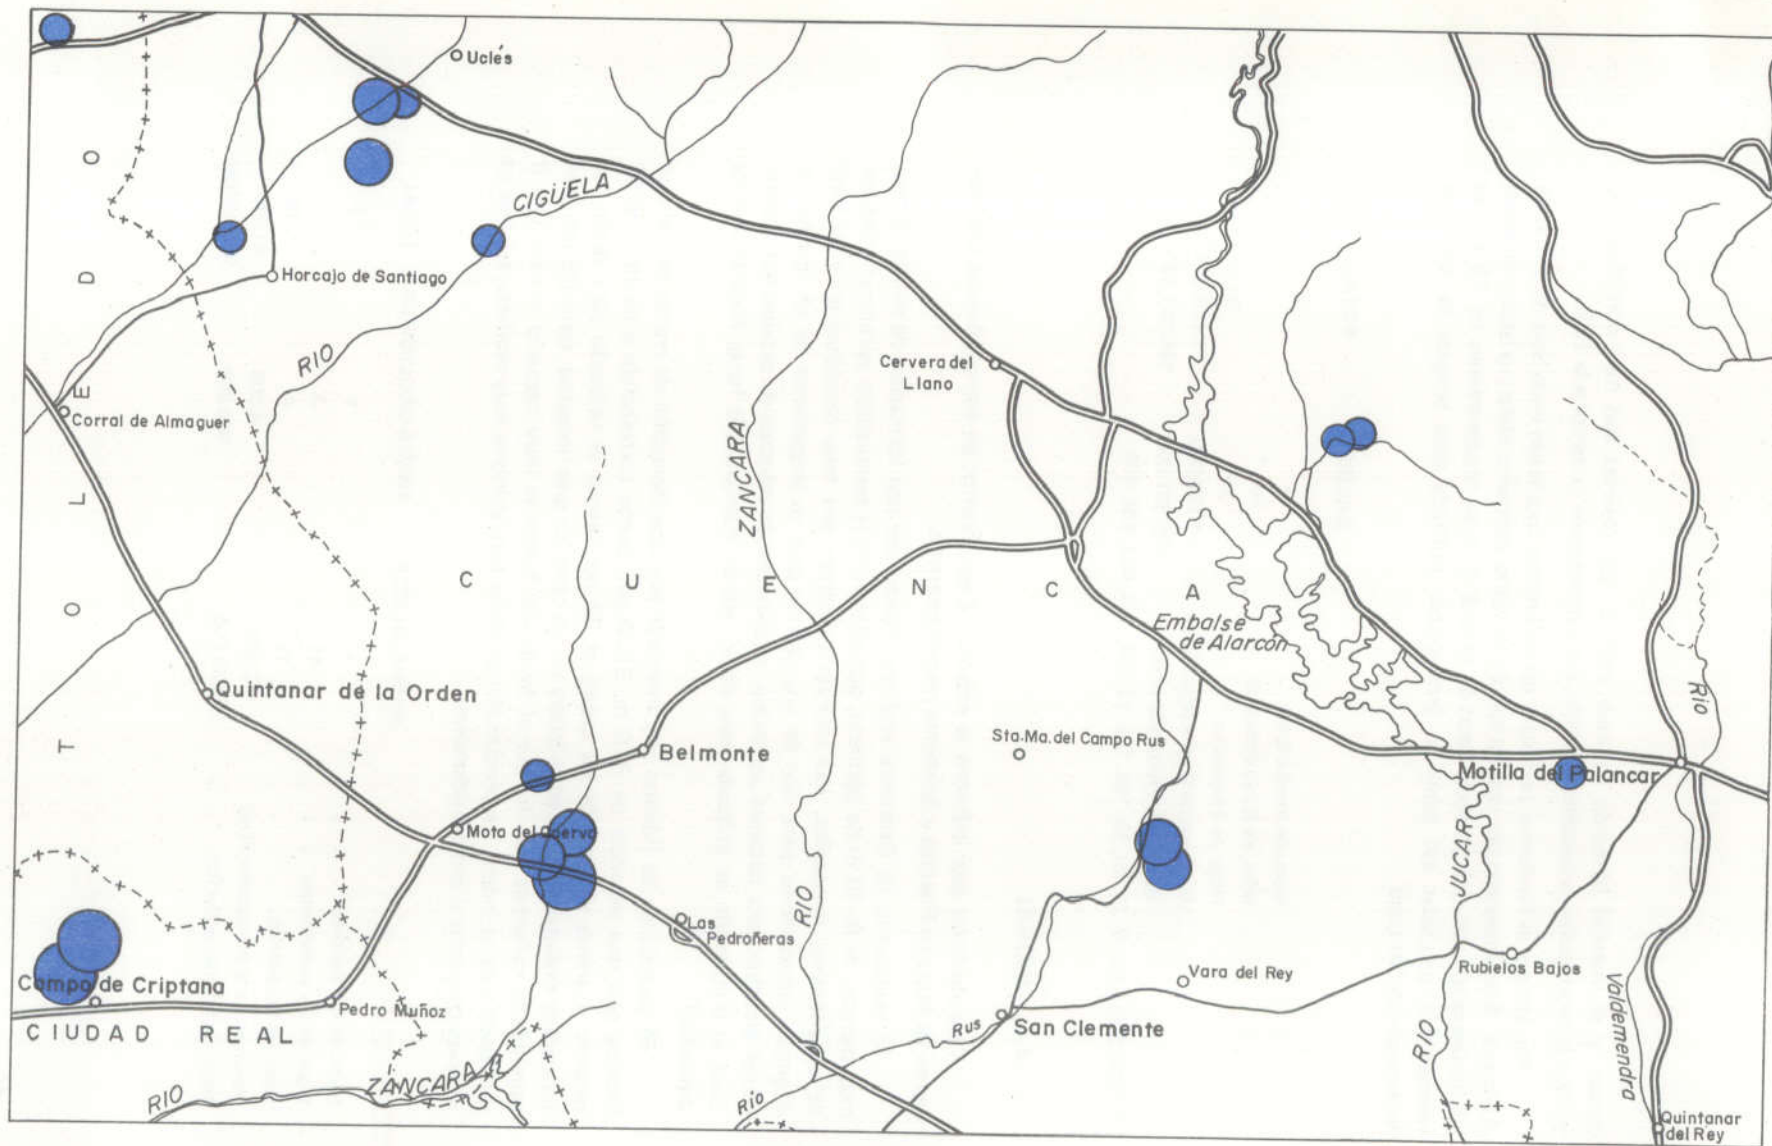 Uclés
CIGÜELA
Horcajo de Santiago
RIO
Cervera del
Llano
Corral de Almaguer
TOLEDO
ZANCARA
CUENCA
Embalse
de Alarcón
Quintanar de la Orden
Rio
Belmonte
Sta. Ma. del Campo Rus
Motilla del Palancar
Mota del Cuervo
JUCAR
RIO
Las
Pedroñeras
Campo de Criptana
Vara del Rey
Rubielos Bajos
Pedro Muñoz
CIUDAD REAL
San Clemente
Rus
RIO
Valdemendra
ZANCARA
RIO
Rio
Quintanar
del Rey